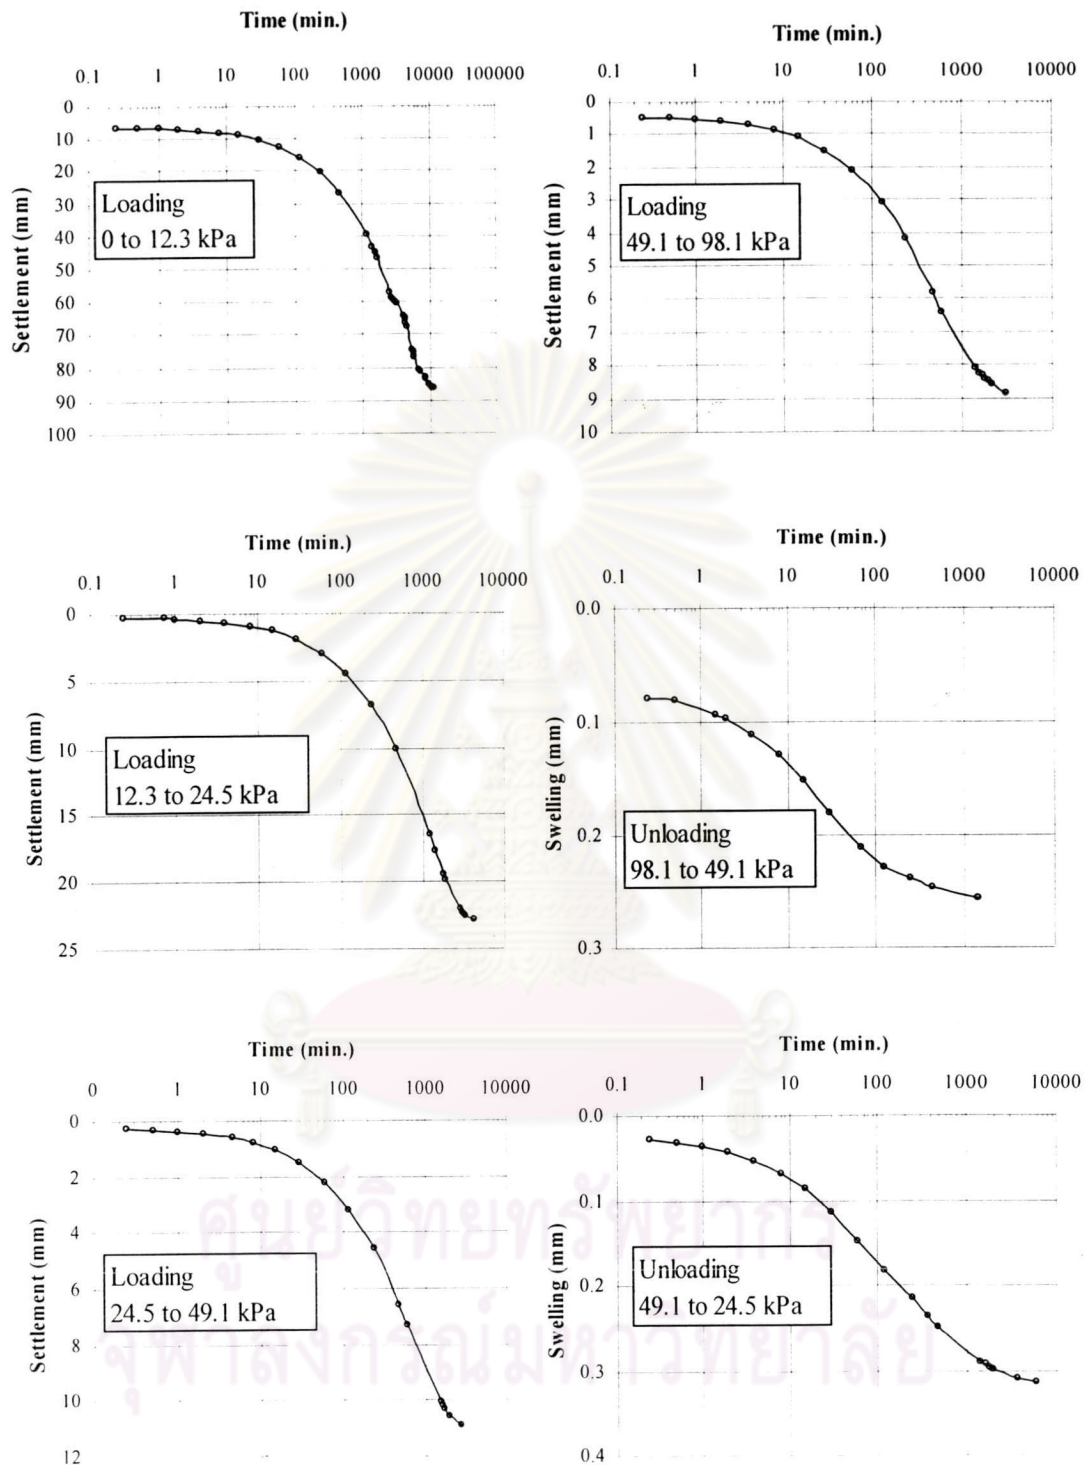 Time (min.)
0.1 1 10 100 1000 10000 100000
0
10
20
30
40
50
60
70
80
90
100
Settlement (mm)
Loading
0 to 12.3 kPa
Time (min.)
0.1 1 10 100 1000 10000
0
1
2
3
4
5
6
7
8
9
10
Settlement (mm)
Loading
49.1 to 98.1 kPa
Time (min.)
0.1 1 10 100 1000 10000
0
5
10
15
20
25
Settlement (mm)
Loading
12.3 to 24.5 kPa
Time (min.)
0.1 1 10 100 1000 10000
0.0
0.1
0.2
0.3
Swelling (mm)
Unloading
98.1 to 49.1 kPa
Time (min.)
0 1 10 100 1000 10000
0
2
4
6
8
10
12
Settlement (mm)
Loading
24.5 to 49.1 kPa
Time (min.)
0.1 1 10 100 1000 10000
0.0
0.1
0.2
0.3
0.4
Swelling (mm)
Unloading
49.1 to 24.5 kPa
ศูนย์วิทยทรัพยากร
จุฬาลงกรณ์มหาวิทยาลัย